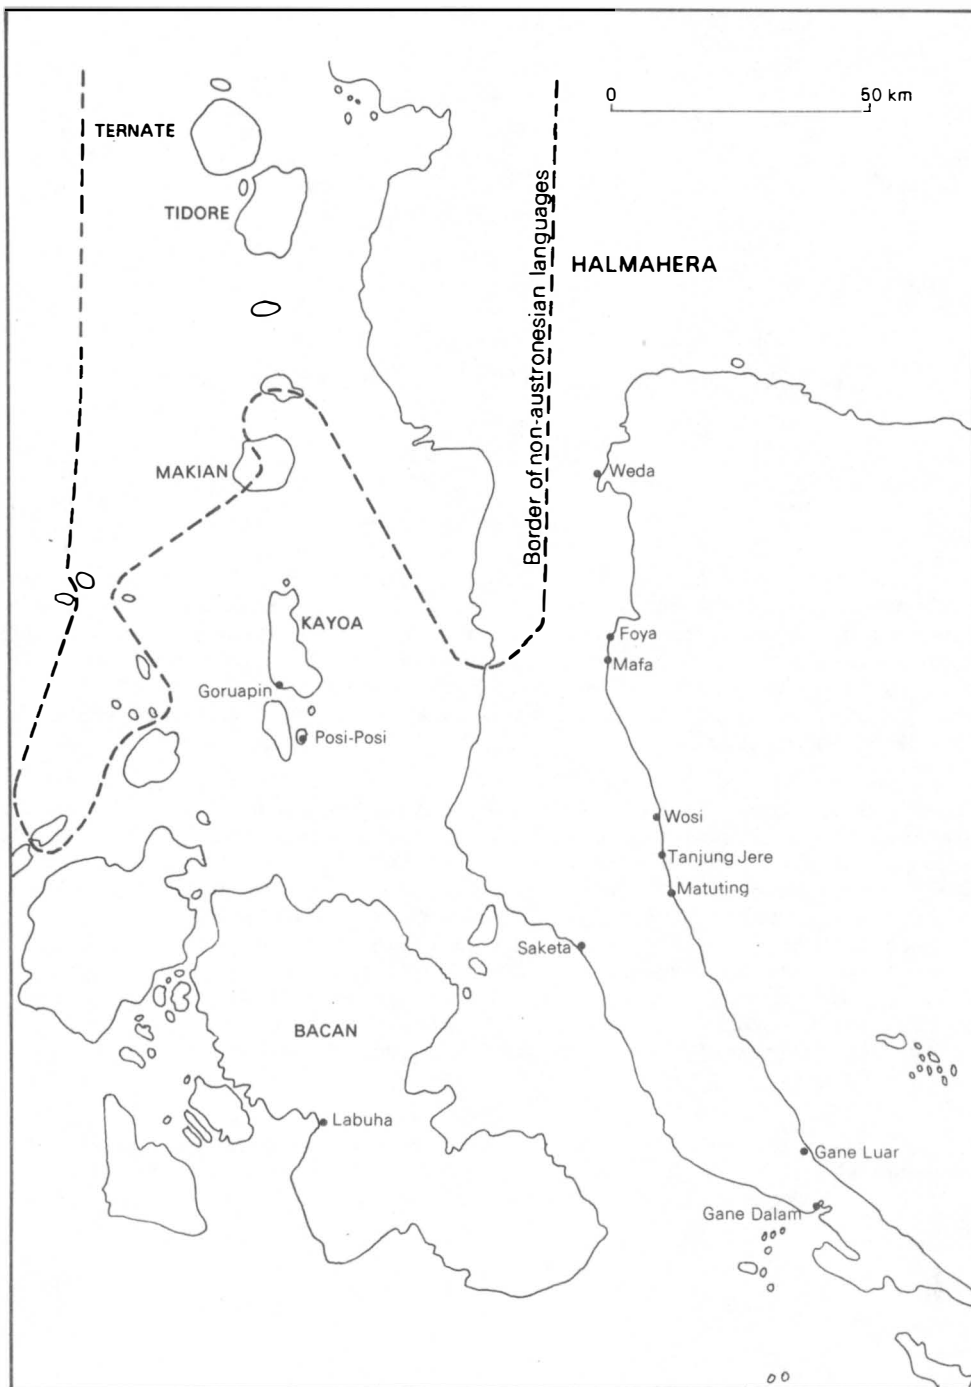 0 50 km
TERNATE
TIDORE
Border of non-austronesian languages
HALMAHERA
MAKIAN
Weda
KAYOA
Foya
Mafa
Goruapin
Posi-Posi
Wosi
Tanjung Jere
Matuting
Saketa
BACAN
Labuha
Gane Luar
Gane Dalam